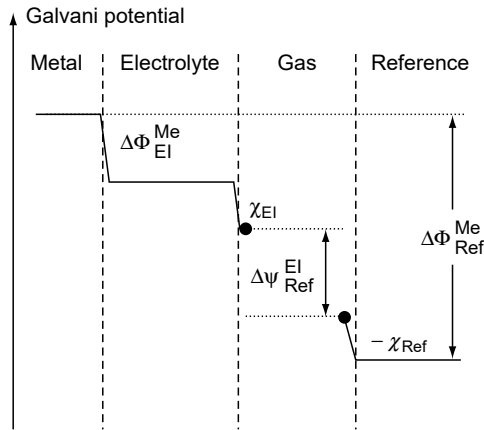 Galvani potential
Metal Electrolyte Gas Reference
ΔΦ Me El
χEl
ΔΦ Me Ref
Δψ El Ref
– χRef